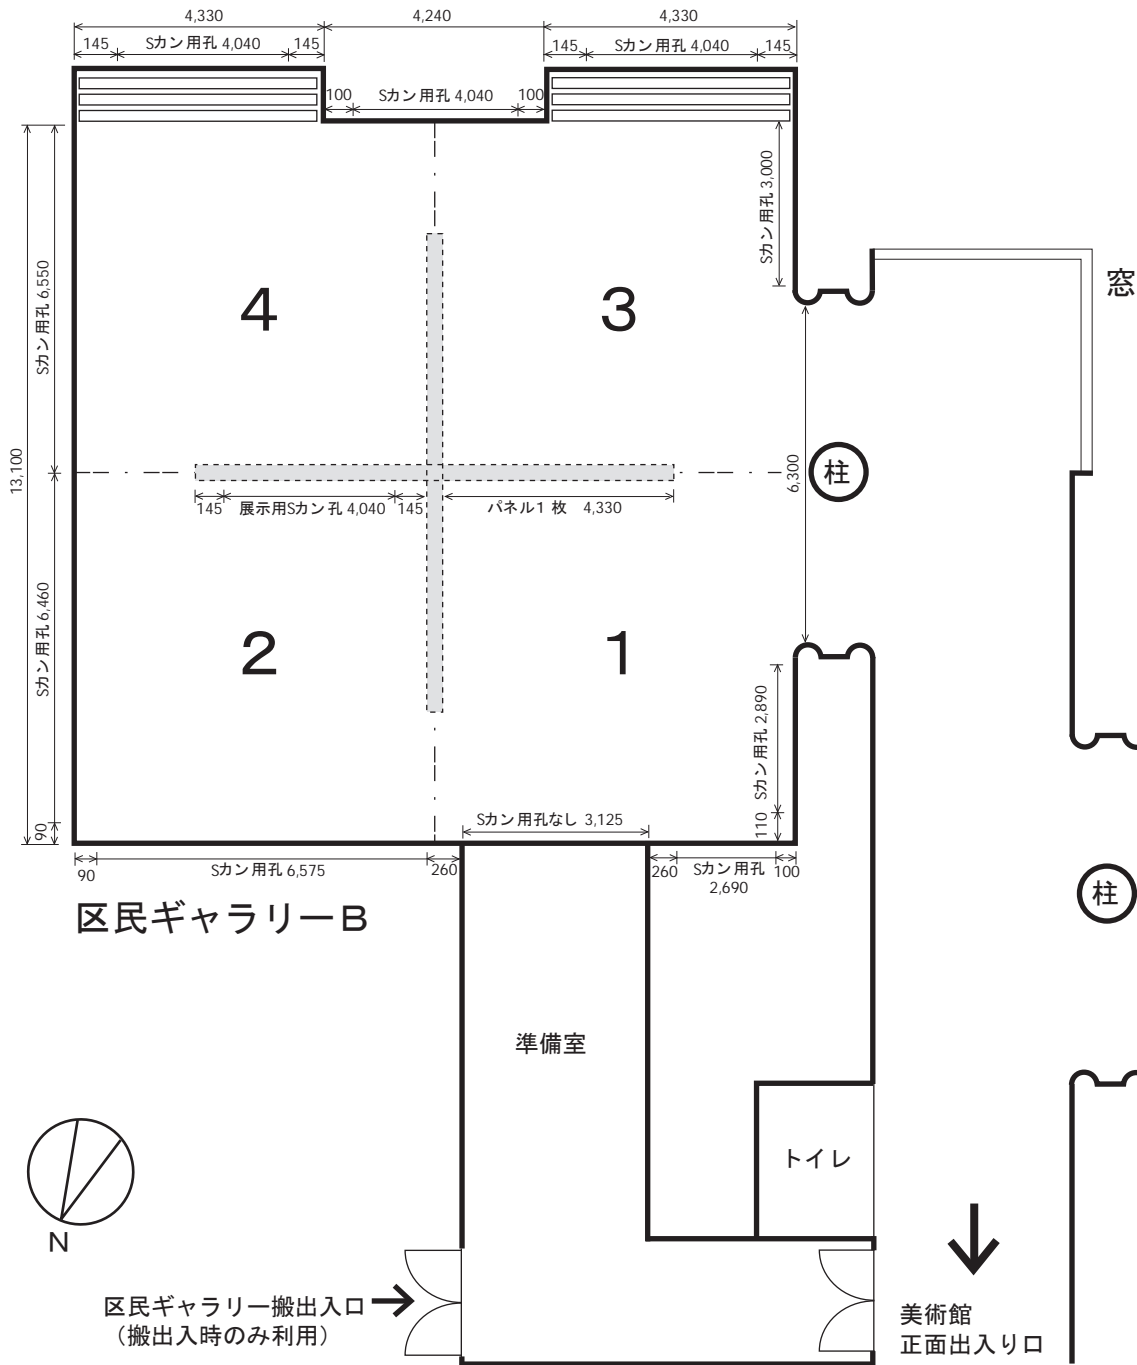 4,330
4,240
4,330
145
Sカン用孔 4,040
145
145
Sカン用孔 4,040
145
100
Sカン用孔 4,040
100
Sカン用孔 3,000
窓
4
3
Sカン用孔 6,550
13,100
6,300
柱
145
展示用Sカン孔 4,040
145
パネル1枚 4,330
Sカン用孔 6,460
2
1
Sカン用孔 2,890
90
Sカン用孔なし 3,125
110
90
Sカン用孔 6,575
260
260
Sカン用孔
2,690
100
柱
区民ギャラリーB
準備室
トイレ
N
区民ギャラリー搬出入口
（搬出入時のみ利用）
美術館
正面出入り口